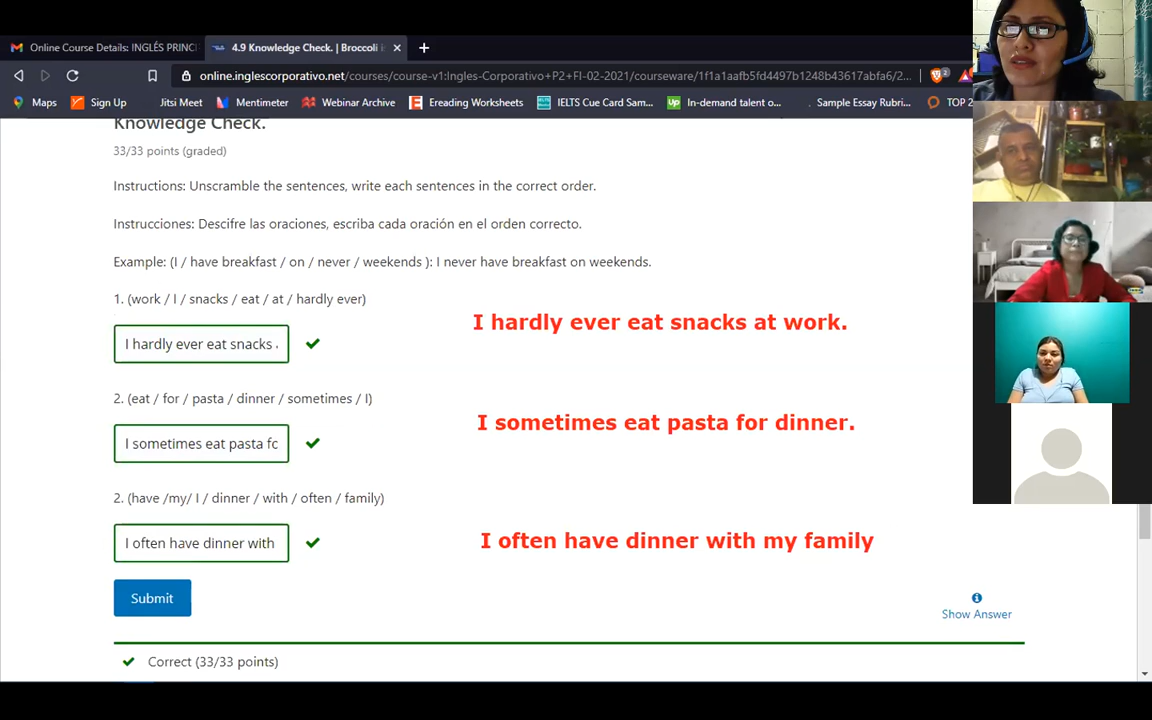 Online Course Details: INGLÉS PRINCI
4.9 Knowledge Check. | Broccoli i
online.inglescorporativo.net/courses/course-v1:Ingles-Corporativo+P2+FI-02-2021/courseware/1f1a1aafb5fd4497b1248b43617abfa6/2...
2
Maps
Sign Up
Jitsi Meet
Mentimeter
Webinar Archive
Ereading Worksheets
IELTS Cue Card Sam...
In-demand talent o...
Sample Essay Rubri...
TOP 2
Knowledge Check.
33/33 points (graded)
Instructions: Unscramble the sentences, write each sentences in the correct order.
Instrucciones: Descifre las oraciones, escriba cada oración en el orden correcto.
Example: (I / have breakfast / on / never / weekends ): I never have breakfast on weekends.
1. (work / I / snacks / eat / at / hardly ever)
I hardly ever eat snacks
I hardly ever eat snacks at work.
2. (eat / for / pasta / dinner / sometimes / I)
I sometimes eat pasta fo
I sometimes eat pasta for dinner.
2. (have /my/ I / dinner / with / often / family)
I often have dinner with
I often have dinner with my family
Submit
Show Answer
Correct (33/33 points)